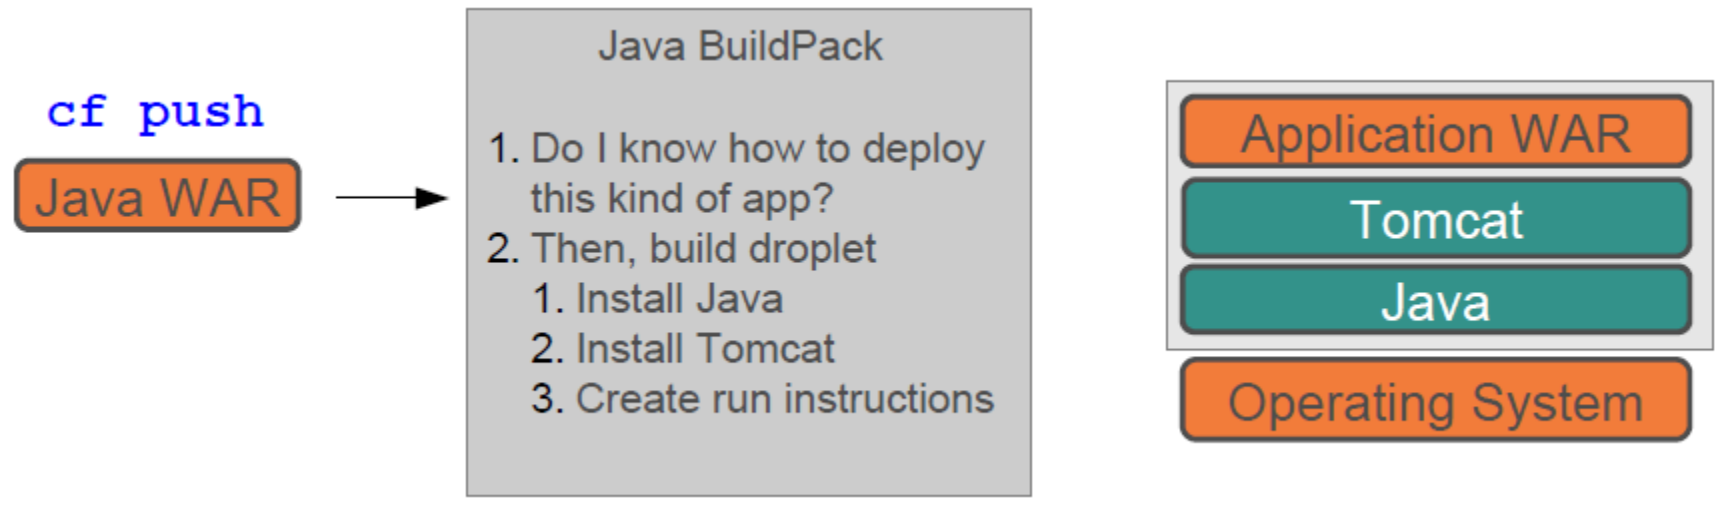 cf push
Java WAR
Java BuildPack
1. Do I know how to deploy
this kind of app?
2. Then, build droplet
1. Install Java
2. Install Tomcat
3. Create run instructions
Application WAR
Tomcat
Java
Operating System